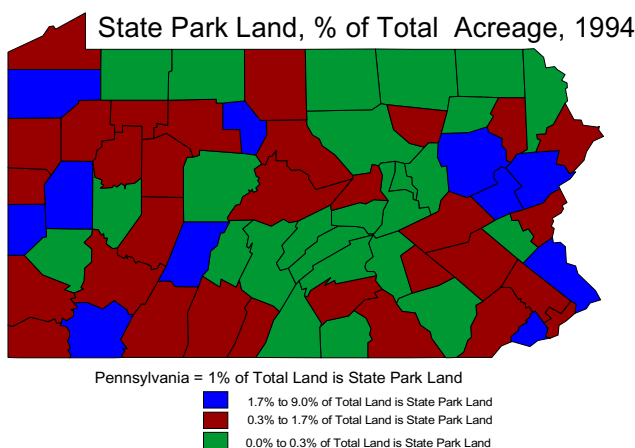 State Park Land, % of Total Acreage, 1994
Pennsylvania = 1% of Total Land is State Park Land
1.7% to 9.0% of Total Land is State Park Land
0.3% to 1.7% of Total Land is State Park Land
0.0% to 0.3% of Total Land is State Park Land